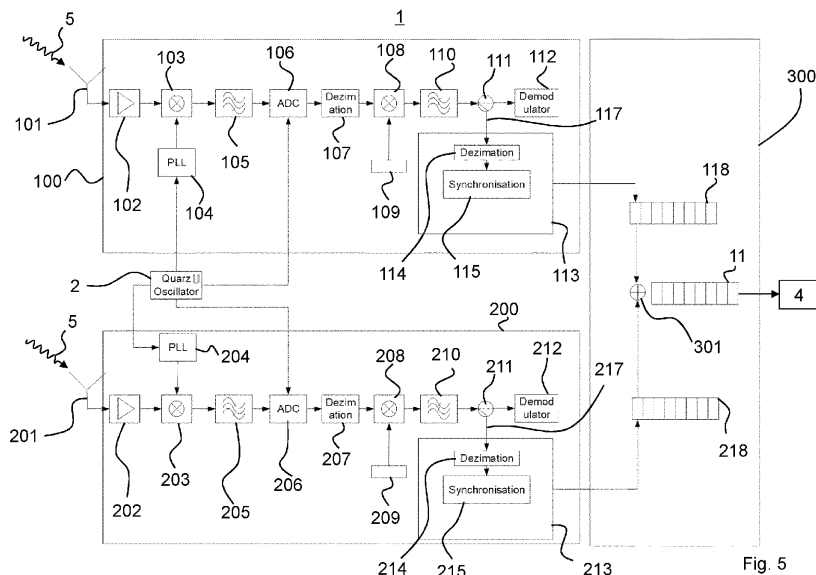 1
5
103
106
108
110
111
112
300
101
ADC
Dezim
ation
Demod
ulator
102
105
107
117
PLL
Dezimation
118
100
104
109
Synchronisation
114
115
113
11
2
Quarz
Oscillator
4
200
5
301
PLL
204
208
210
211
212
217
201
ADC
Dezim
ation
Demod
ulator
202
203
205
206
207
218
Dezimation
209
Synchronisation
214
215
213
Fig. 5